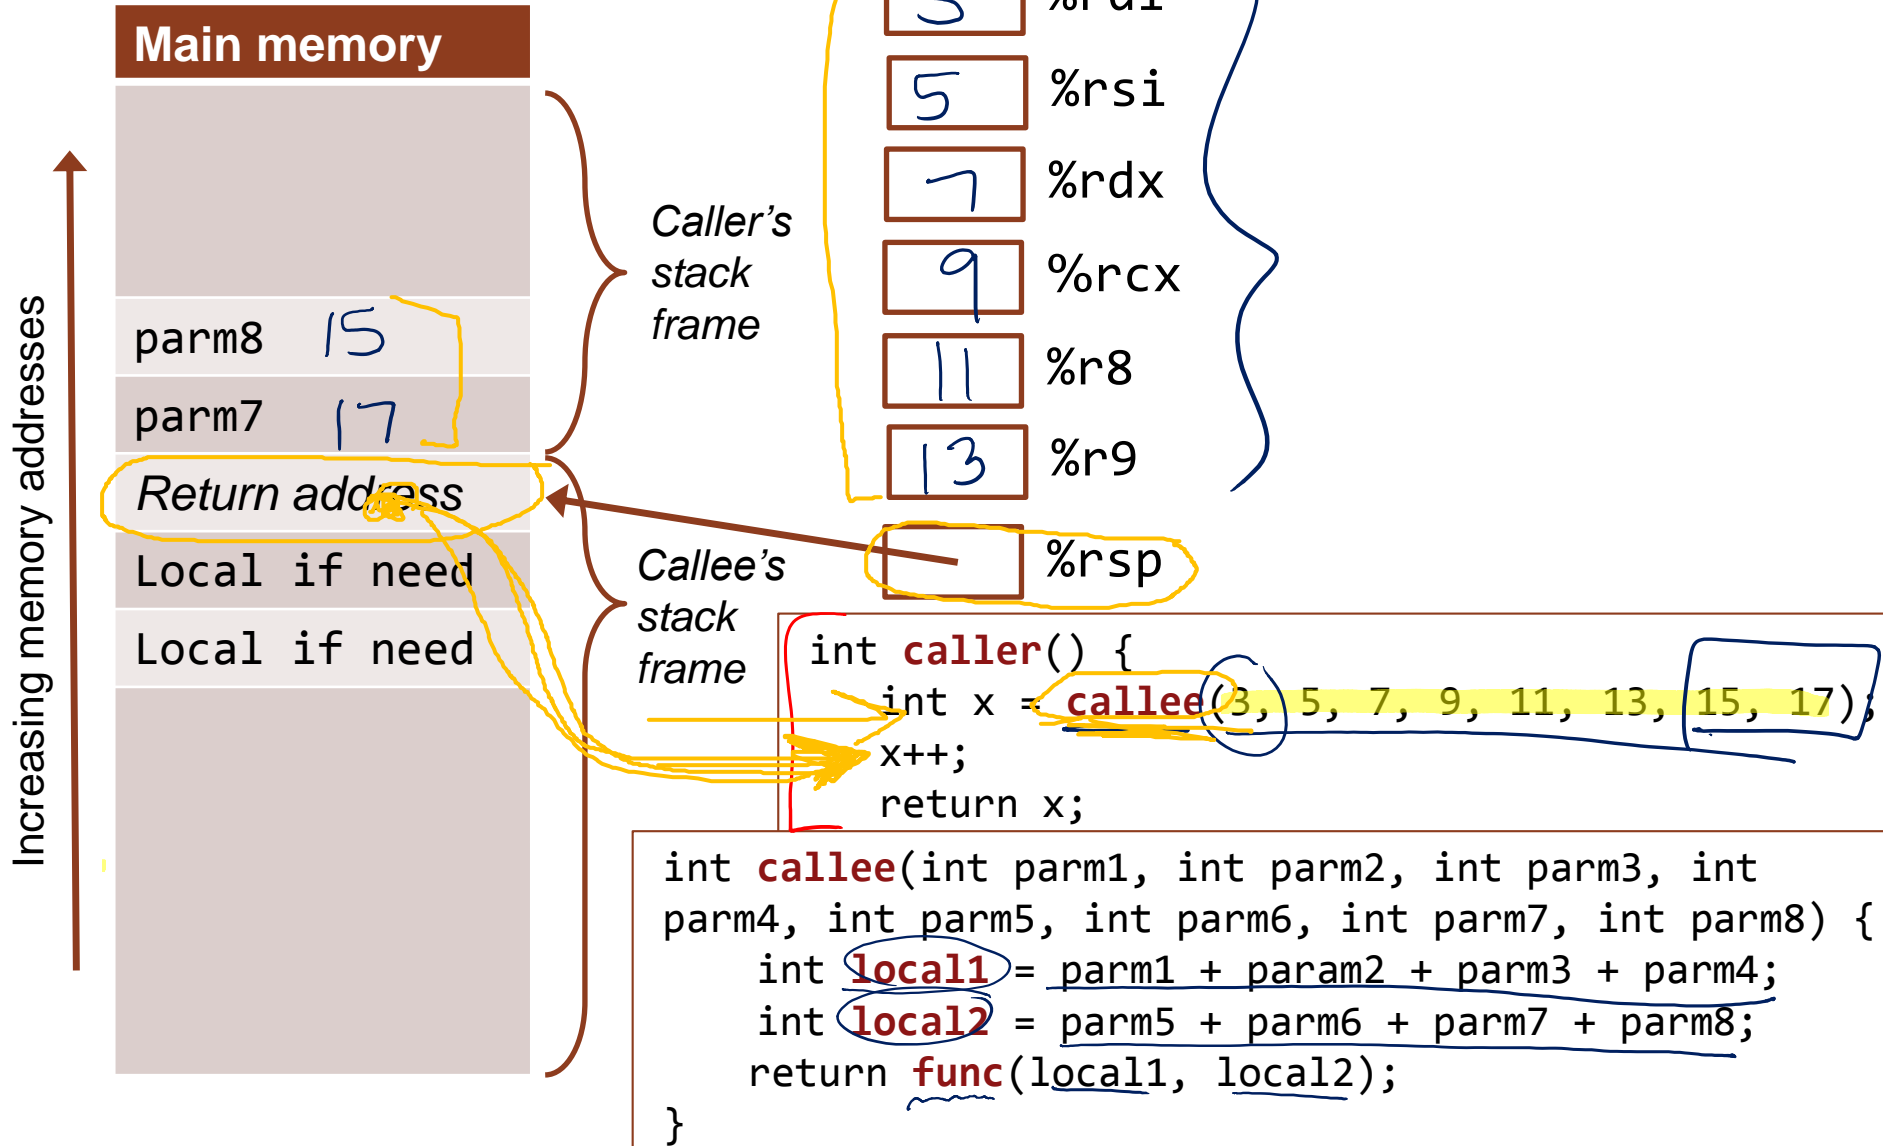 Main memory
Increasing memory addresses
parm8 15
parm7 17
Return address
Local if need
Local if need
Caller's
stack
frame
Callee's
stack
frame
3 %rdi
5 %rsi
7 %rdx
9 %rcx
11 %r8
13 %r9
%rsp
int caller() {
int x = callee(3, 5, 7, 9, 11, 13, 15, 17);
x++;
return x;
int callee(int parm1, int parm2, int parm3, int
parm4, int parm5, int parm6, int parm7, int parm8) {
int local1 = parm1 + param2 + parm3 + parm4;
int local2 = parm5 + parm6 + parm7 + parm8;
return func(local1, local2);
}